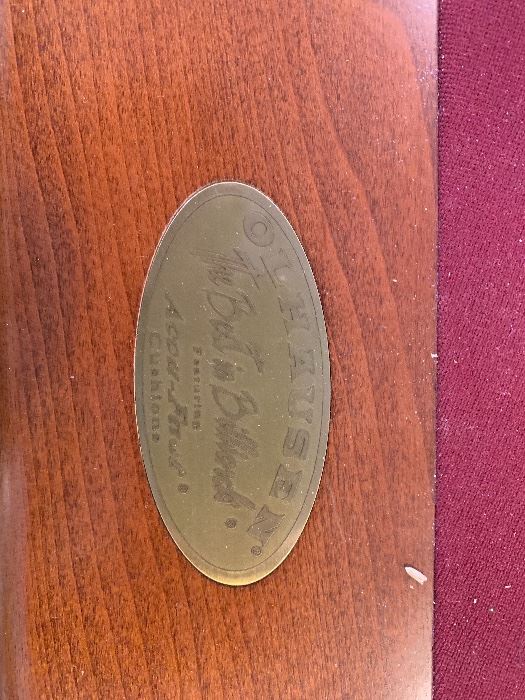 OLHAUSEN®
The Best in Billiards®
Featuring
Accu-Fast®
Cushions